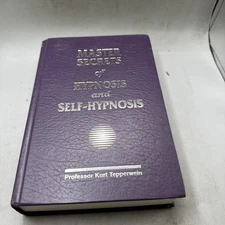 MASTER
SECRETS
of
HYPNOSIS
and
SELF-HYPNOSIS
Professor Kurt Tepperwein